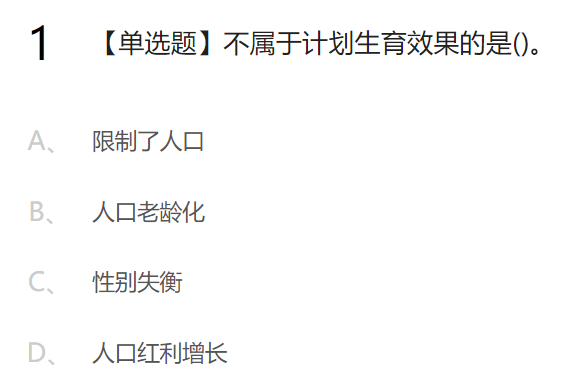 1 【单选题】不属于计划生育效果的是()。
A、 限制了人口
B、 人口老龄化
C、 性别失衡
D、 人口红利增长